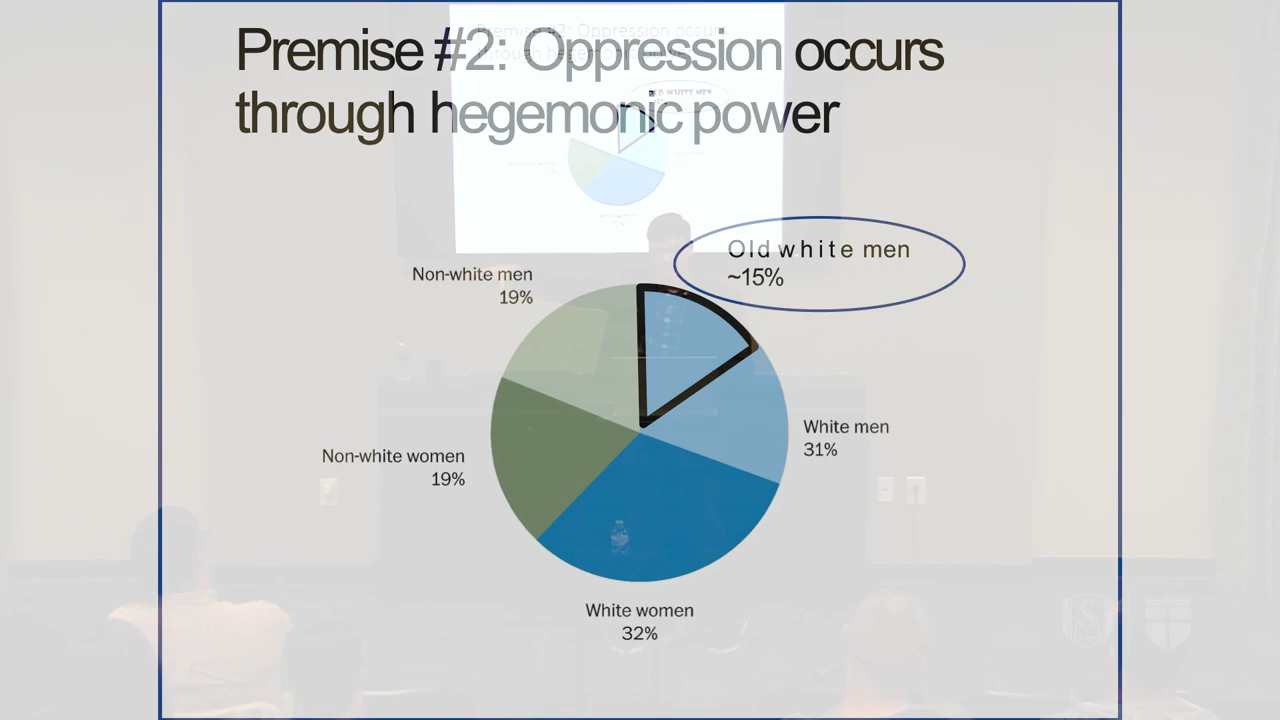 Premise #2: Oppression occurs
through hegemonic power
Old white men
~15%
Non-white men
19%
White men
31%
Non-white women
19%
White women
32%